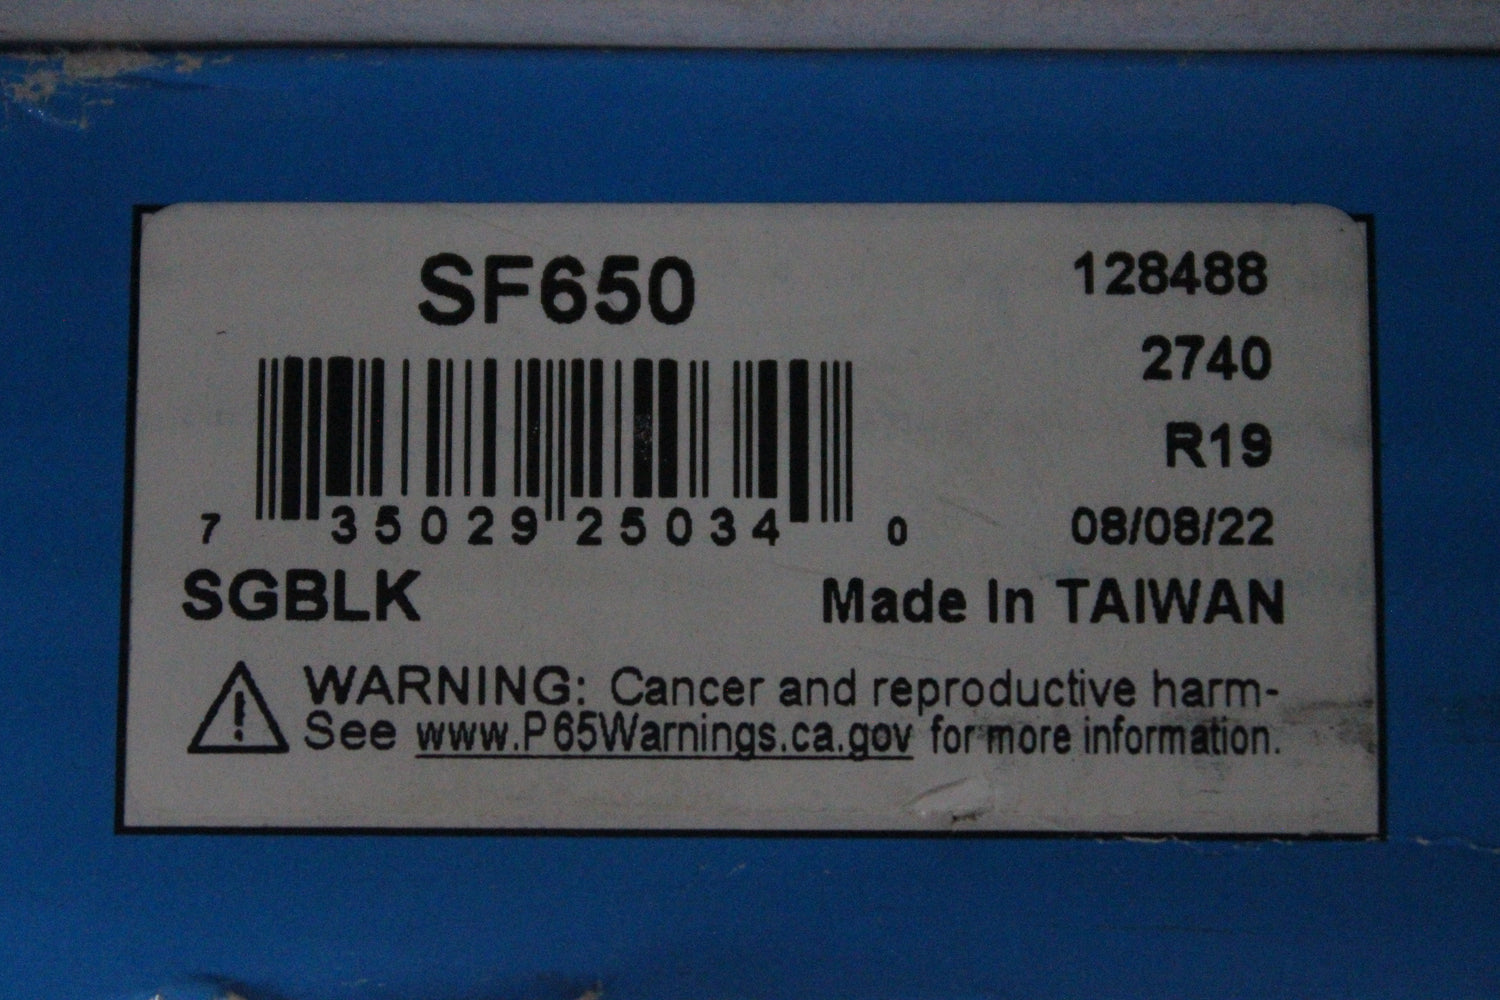 SF650
128488
2740
R19
7 35029 25034 0
08/08/22
SGBLK
Made In TAIWAN
WARNING: Cancer and reproductive harm-
See www.P65Warnings.ca.gov for more information.